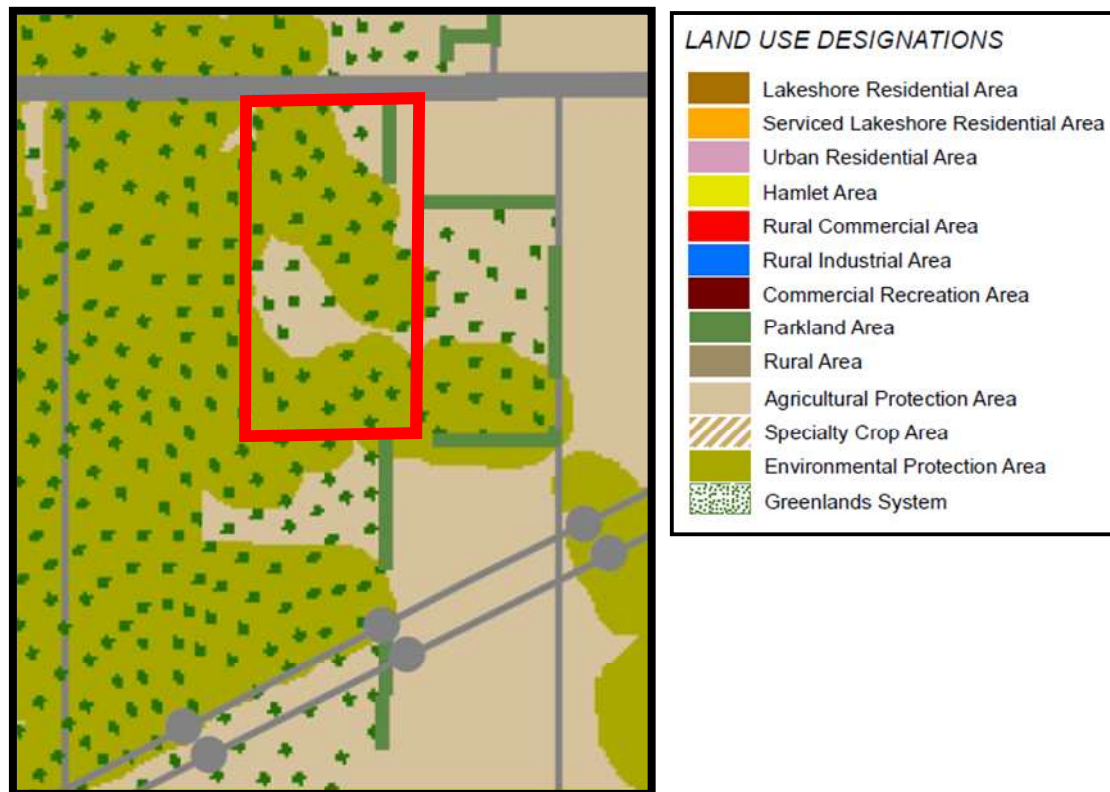 LAND USE DESIGNATIONS
Lakeshore Residential Area
Serviced Lakeshore Residential Area
Urban Residential Area
Hamlet Area
Rural Commercial Area
Rural Industrial Area
Commercial Recreation Area
Parkland Area
Rural Area
Agricultural Protection Area
Specialty Crop Area
Environmental Protection Area
Greenlands System